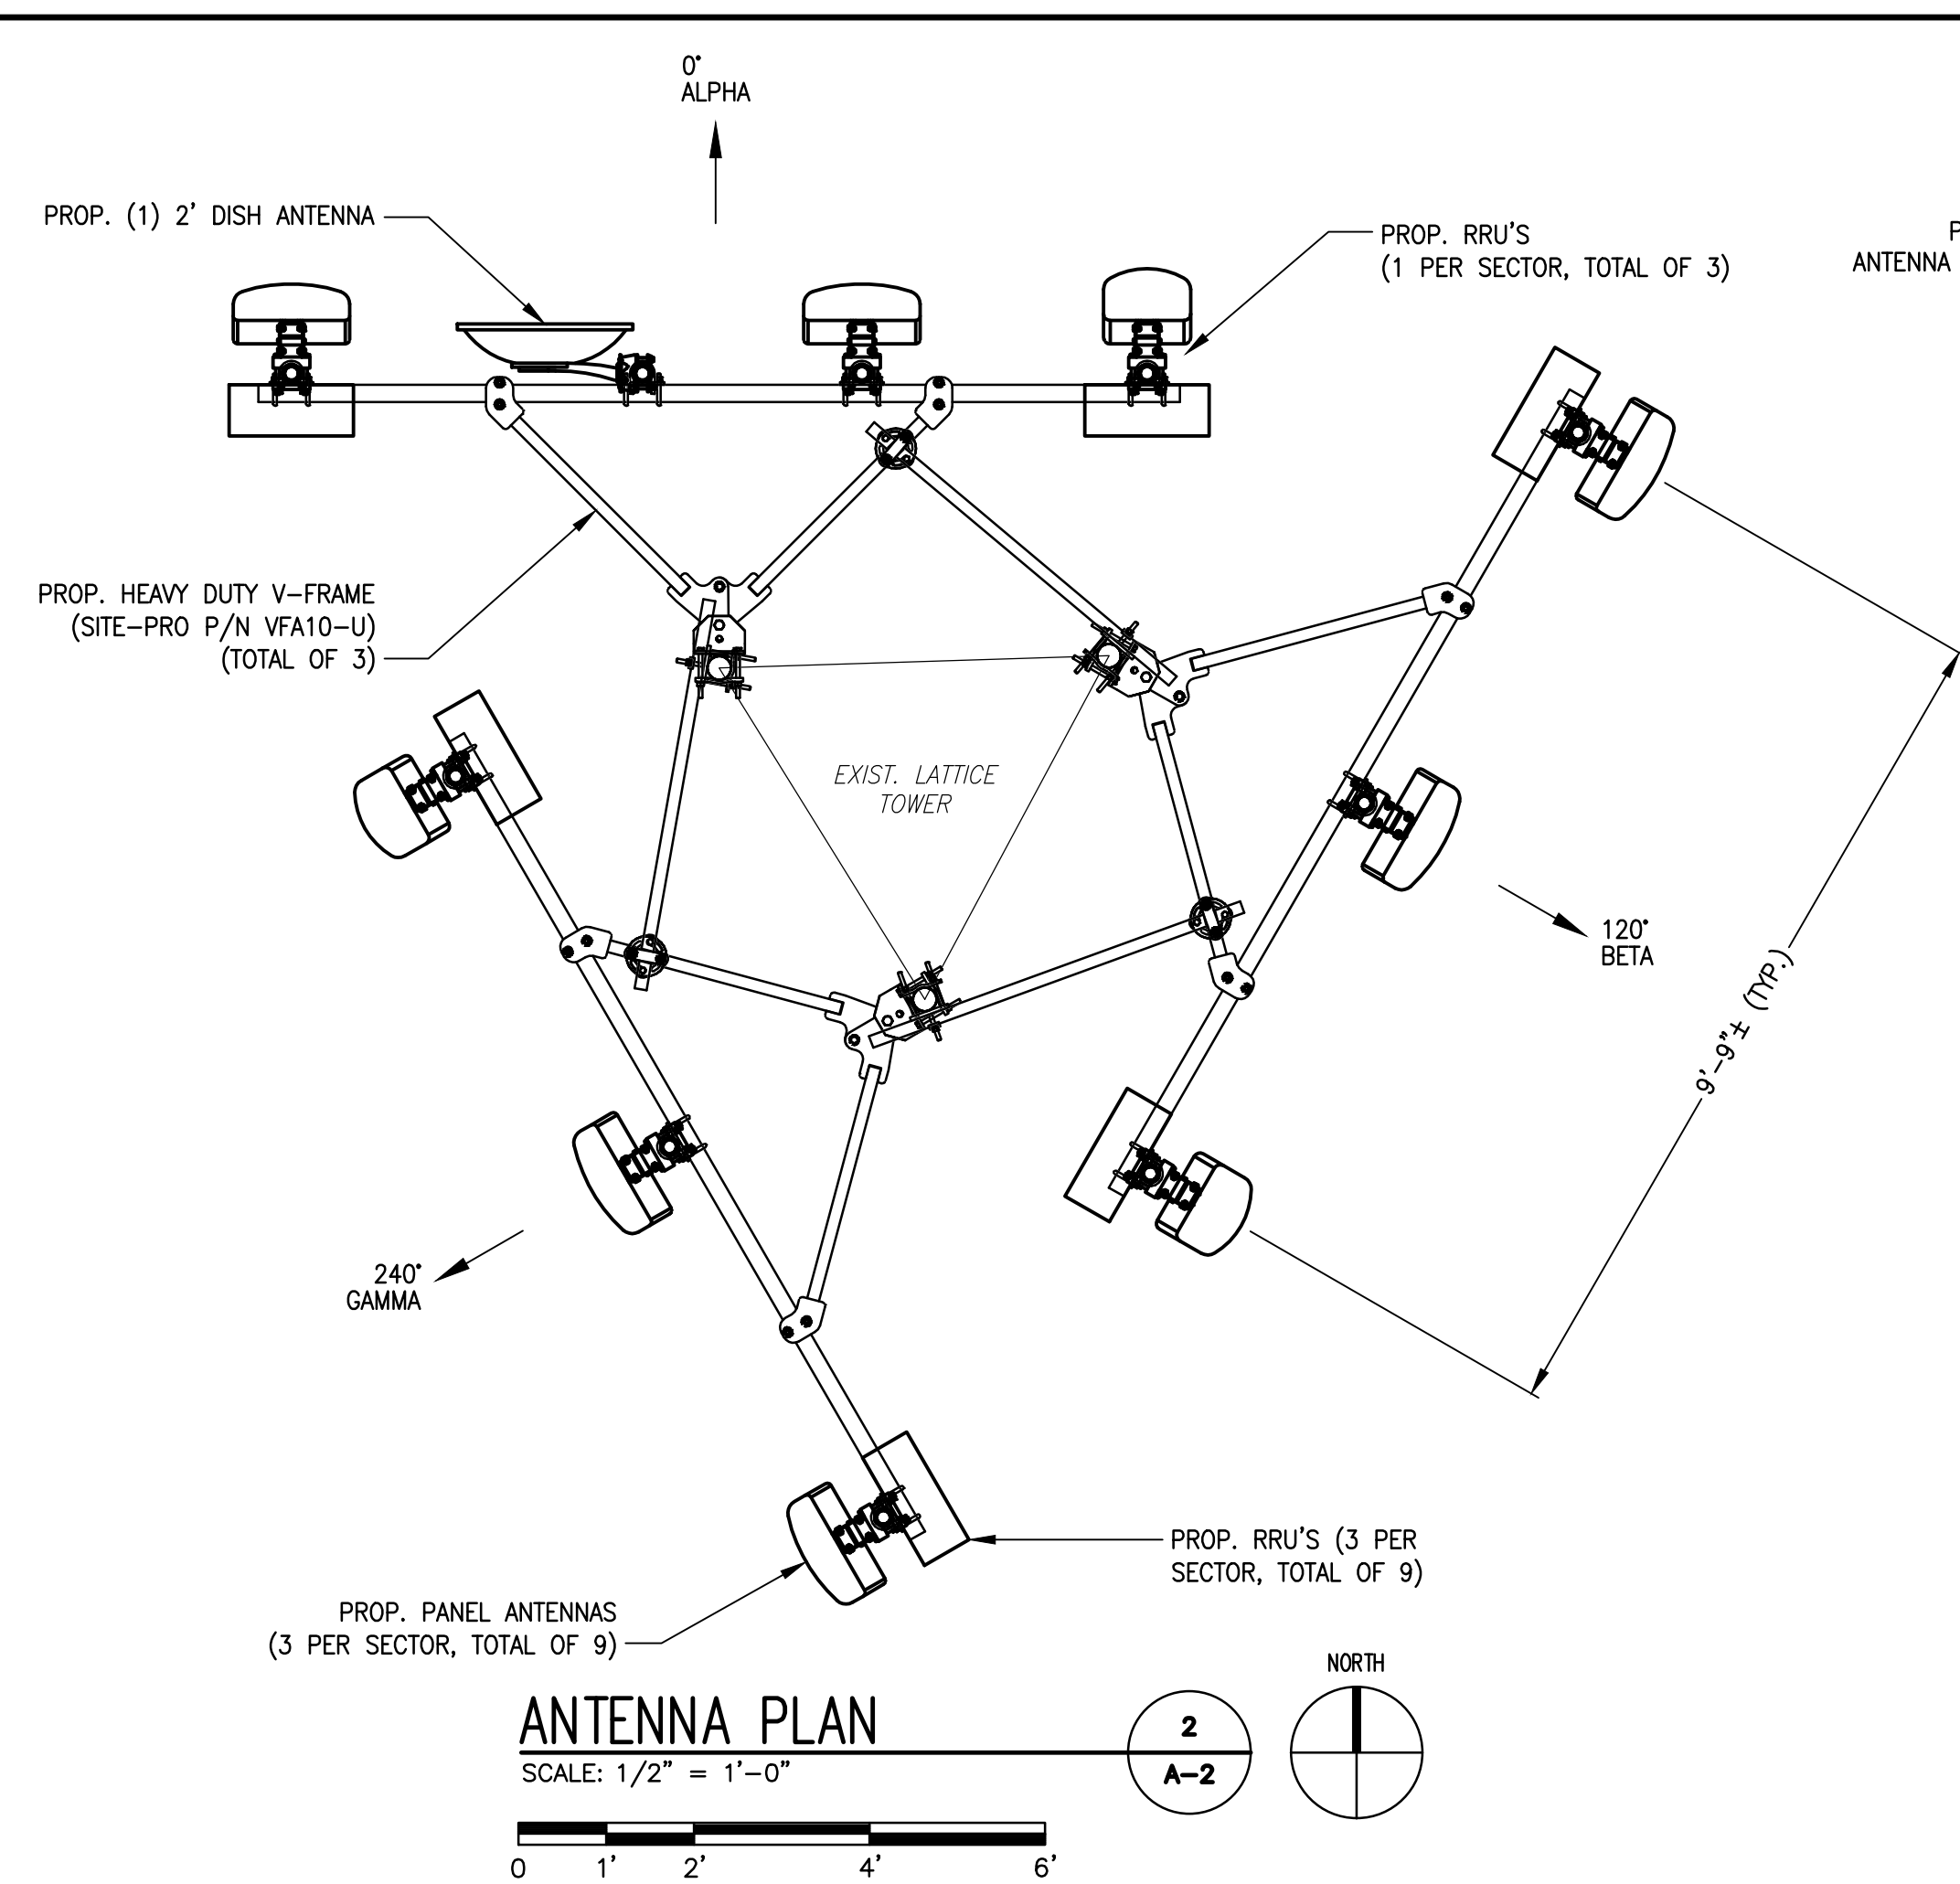 0°
ALPHA
PROP. (1) 2' DISH ANTENNA
PROP. RRU'S
(1 PER SECTOR, TOTAL OF 3)
P
ANTENNA
PROP. HEAVY DUTY V-FRAME
(SITE-PRO P/N VFA10-U)
(TOTAL OF 3)
EXIST. LATTICE
TOWER
120°
BETA
9'-9"± (TYP.)
240°
GAMMA
PROP. RRU'S (3 PER
SECTOR, TOTAL OF 9)
PROP. PANEL ANTENNAS
(3 PER SECTOR, TOTAL OF 9)
NORTH
ANTENNA PLAN
SCALE: 1/2" = 1'-0"
2
A-2
0 1' 2' 4' 6'